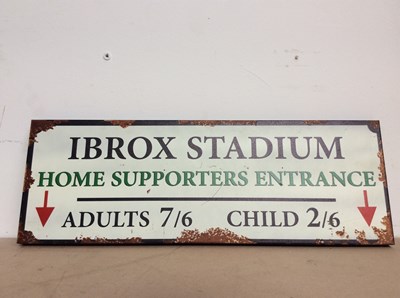 IBROX STADIUM
HOME SUPPORTERS ENTRANCE
ADULTS 7/6 CHILD 2/6